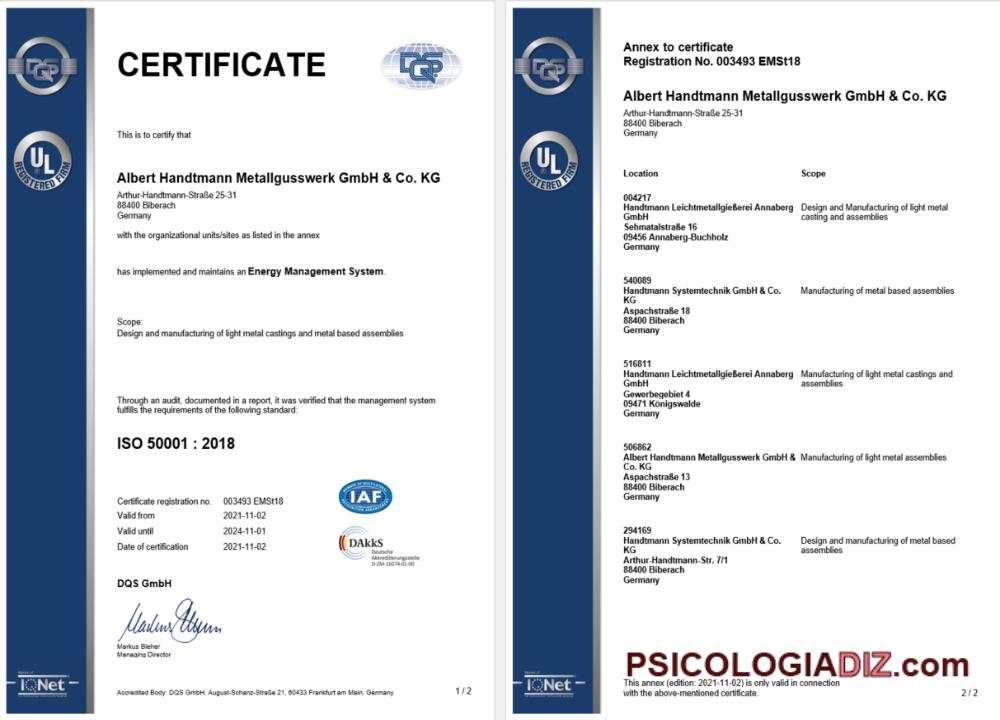 DQS
UL
REGISTERED FIRM
CERTIFICATE
DQS
This is to certify that
Albert Handtmann Metallgusswerk GmbH & Co. KG
Arthur-Handtmann-Straße 25-31
88400 Biberach
Germany
with the organizational units/sites as listed in the annex
has implemented and maintains an Energy Management System.
Scope:
Design and manufacturing of light metal castings and metal based assemblies
Through an audit, documented in a report, it was verified that the management system
fulfills the requirements of the following standard:
ISO 50001 : 2018
Certificate registration no. 003493 EMSt18
Valid from 2021-11-02
Valid until 2024-11-01
Date of certification 2021-11-02
IAF
DAkkS
Deutsche
Akkreditierungsstelle
D-ZM-16074-01-00
DQS GmbH
Markus Bleher
Managing Director
IQNet
Accredited Body: DQS GmbH, August-Schanz-Straße 21, 60433 Frankfurt am Main, Germany
1 / 2
DQS
UL
REGISTERED FIRM
Annex to certificate
Registration No. 003493 EMSt18
Albert Handtmann Metallgusswerk GmbH & Co. KG
Arthur-Handtmann-Straße 25-31
88400 Biberach
Germany
Location Scope
004217
Handtmann Leichtmetallgießerei Annaberg Design and Manufacturing of light metal
GmbH casting and assemblies
Sehmatalstraße 16
09456 Annaberg-Buchholz
Germany
540089
Handtmann Systemtechnik GmbH & Co. Manufacturing of metal based assemblies
KG
Aspachstraße 18
88400 Biberach
Germany
516811
Handtmann Leichtmetallgießerei Annaberg Manufacturing of light metal castings and
GmbH assemblies
Gewerbegebiet 4
09471 Königswalde
Germany
506862
Albert Handtmann Metallgusswerk GmbH & Manufacturing of light metal assemblies
Co. KG
Aspachstraße 13
88400 Biberach
Germany
294169
Handtmann Systemtechnik GmbH & Co. Design and manufacturing of metal based
KG assemblies
Arthur-Handtmann-Str. 7/1
88400 Biberach
Germany
PSICOLOGIADIZ.com
This annex (edition: 2021-11-02) is only valid in connection
with the above-mentioned certificate.
IQNet
2 / 2